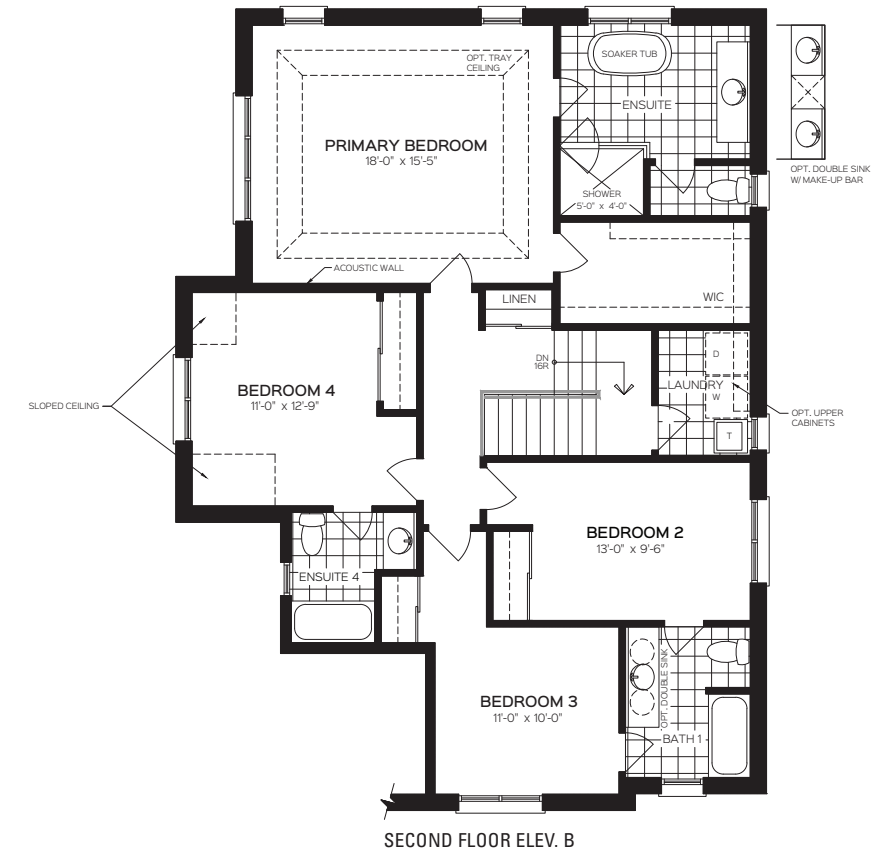 OPT. TRAY
CEILING
SOAKER TUB
ENSUITE
PRIMARY BEDROOM
18'-0" x 15'-5"
OPT. DOUBLE SINK
W/ MAKE-UP BAR
SHOWER
5'-0" x 4'-0"
ACOUSTIC WALL
LINEN
WIC
DN
16R
D
LAUNDRY
W
BEDROOM 4
11'-0" x 12'-9"
SLOPED CEILING
OPT. UPPER
CABINETS
T
BEDROOM 2
13'-0" x 9'-6"
ENSUITE 4
OPT. DOUBLE SINK
BEDROOM 3
11'-0" x 10'-0"
BATH 1
SECOND FLOOR ELEV. B